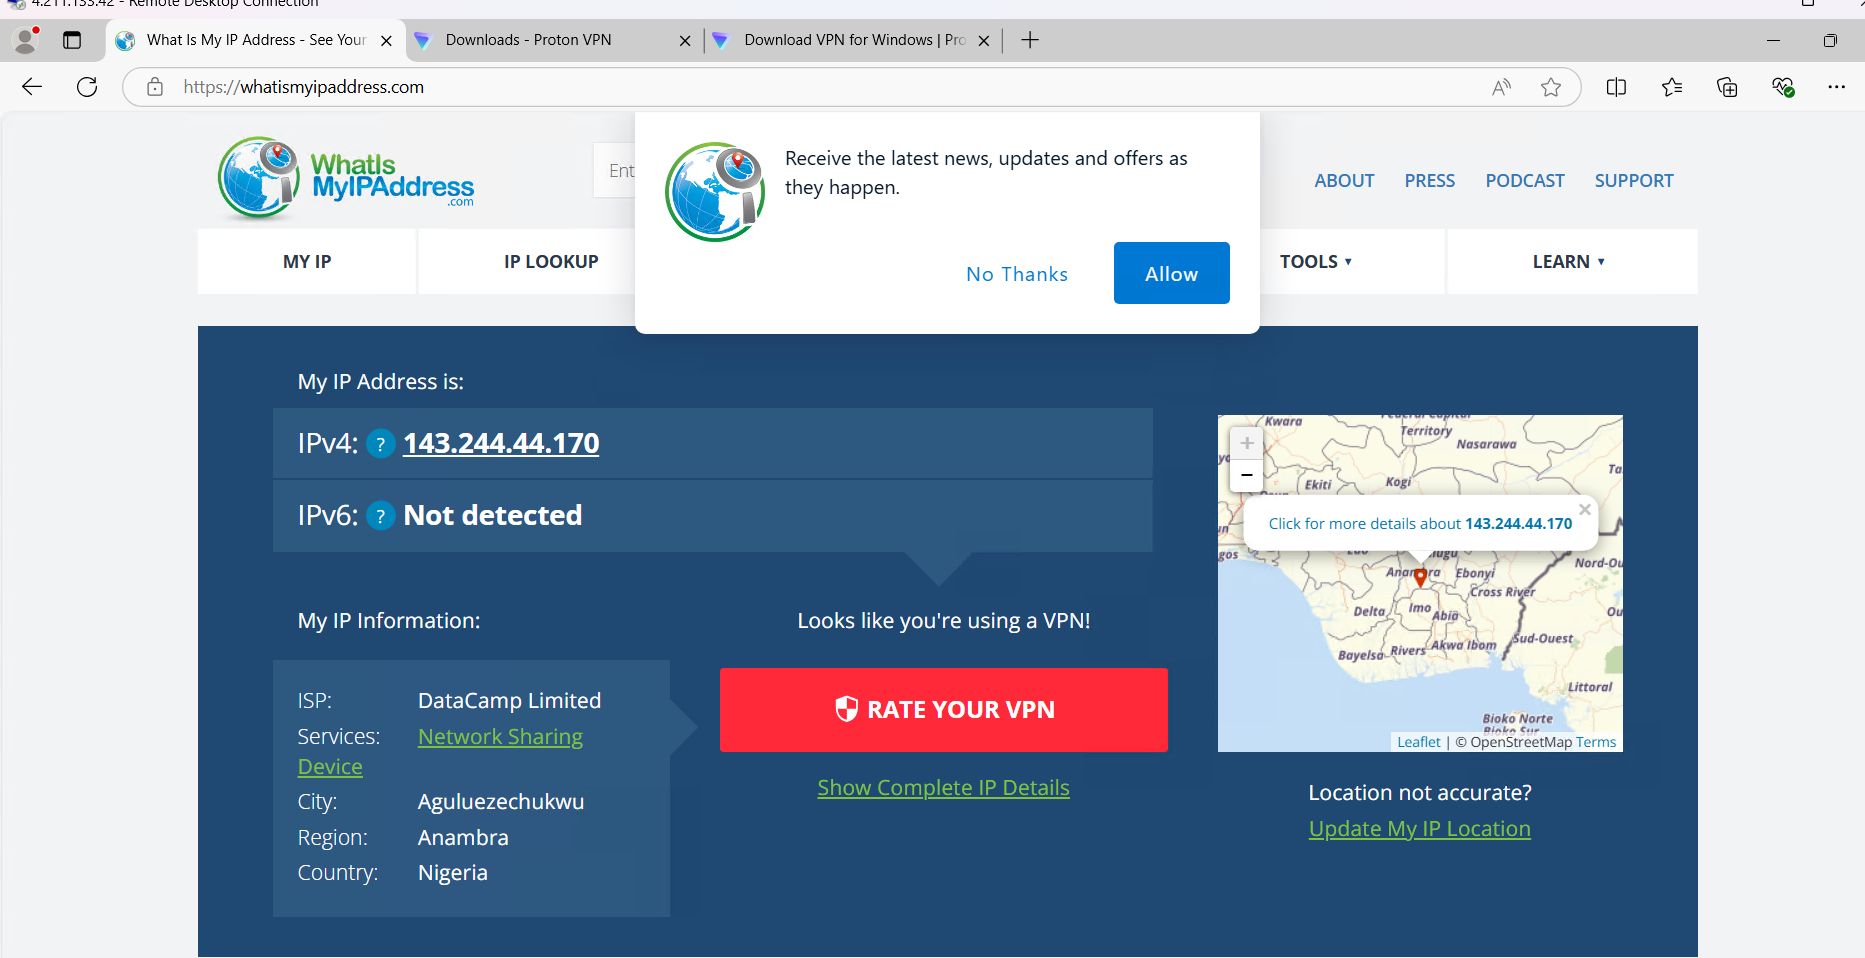 4.211.133.42 - Remote Desktop Connection
What Is My IP Address - See Your
Downloads - Proton VPN
Download VPN for Windows | Pro
https://whatismyipaddress.com
WhatIs
MyIPAddress
.com
Ent
Receive the latest news, updates and offers as
they happen.
No Thanks
Allow
ABOUT
PRESS
PODCAST
SUPPORT
MY IP
IP LOOKUP
TOOLS
LEARN
My IP Address is:
IPv4: ? 143.244.44.170
IPv6: ? Not detected
My IP Information:
ISP: DataCamp Limited
Services: Network Sharing
Device
City: Aguluezechukwu
Region: Anambra
Country: Nigeria
Looks like you're using a VPN!
RATE YOUR VPN
Show Complete IP Details
Kwara
Federal Capital
Territory
Nasarawa
Ekiti
Kogi
Click for more details about 143.244.44.170
gos
Nord-Ou
Ebonyi
Cross River
Delta
Imo
Abia
Sud-Ouest
Bayelsa
Rivers
Akwa Ibom
Littoral
Bioko Norte
Bioko Sur
Leaflet | © OpenStreetMap Terms
Location not accurate?
Update My IP Location